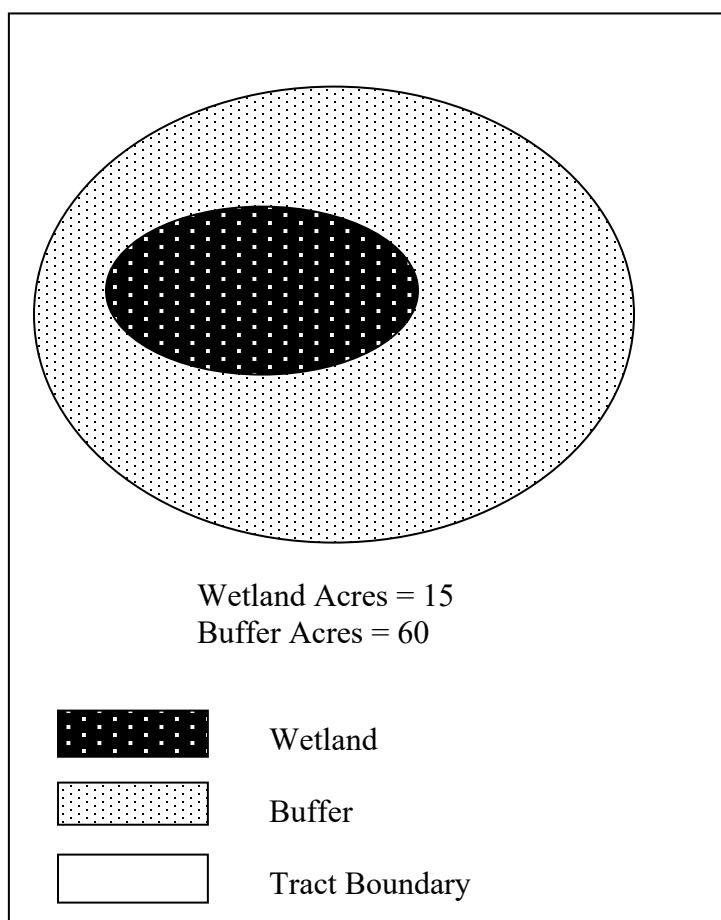 Wetland Acres = 15
Buffer Acres = 60
Wetland
Buffer
Tract Boundary